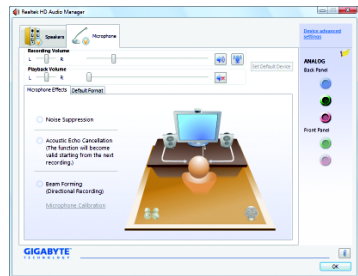 Realtek HD Audio Manager
Speakers
Microphone
Device advanced settings
Recording Volume
L
R
Set Default Device
Playback Volume
L
R
ANALOG
Back Panel
Microphone Effects
Default Format
Noise Suppression
Acoustic Echo Cancellation
(The function will become
valid starting from the next
recording.)
Front Panel
Beam Forming
(Directional Recording)
Microphone Calibration
GIGABYTE
TECHNOLOGY
i
OK